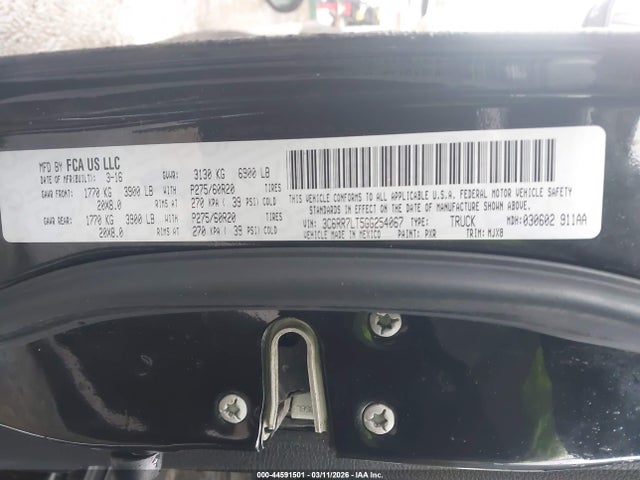 MFD BY FCA US LLC
DATE OF MFR(BUILT): 3-16 GVWR: 3130 KG 6900 LB
GAWR FRONT: 1770 KG 3900 LB WITH P275/60R20 TIRES
20X8.0 RIMS AT 270 KPA ( 39 PSI) COLD
GAWR REAR: 1770 KG 3900 LB WITH P275/60R20 TIRES
20X8.0 RIMS AT 270 KPA ( 39 PSI) COLD
THIS VEHICLE CONFORMS TO ALL APPLICABLE U.S.A. FEDERAL MOTOR VEHICLE SAFETY
STANDARDS IN EFFECT ON THE DATE OF MANUFACTURE SHOWN ABOVE.
VIN: 3C6RR7LT5GG254067 TYPE: TRUCK MDH: 030602 911AA
VEHICLE MADE IN MEXICO PAINT: PXR TRIM: MJX8
000-44591501 - 03/11/2026 - IAAI.COM